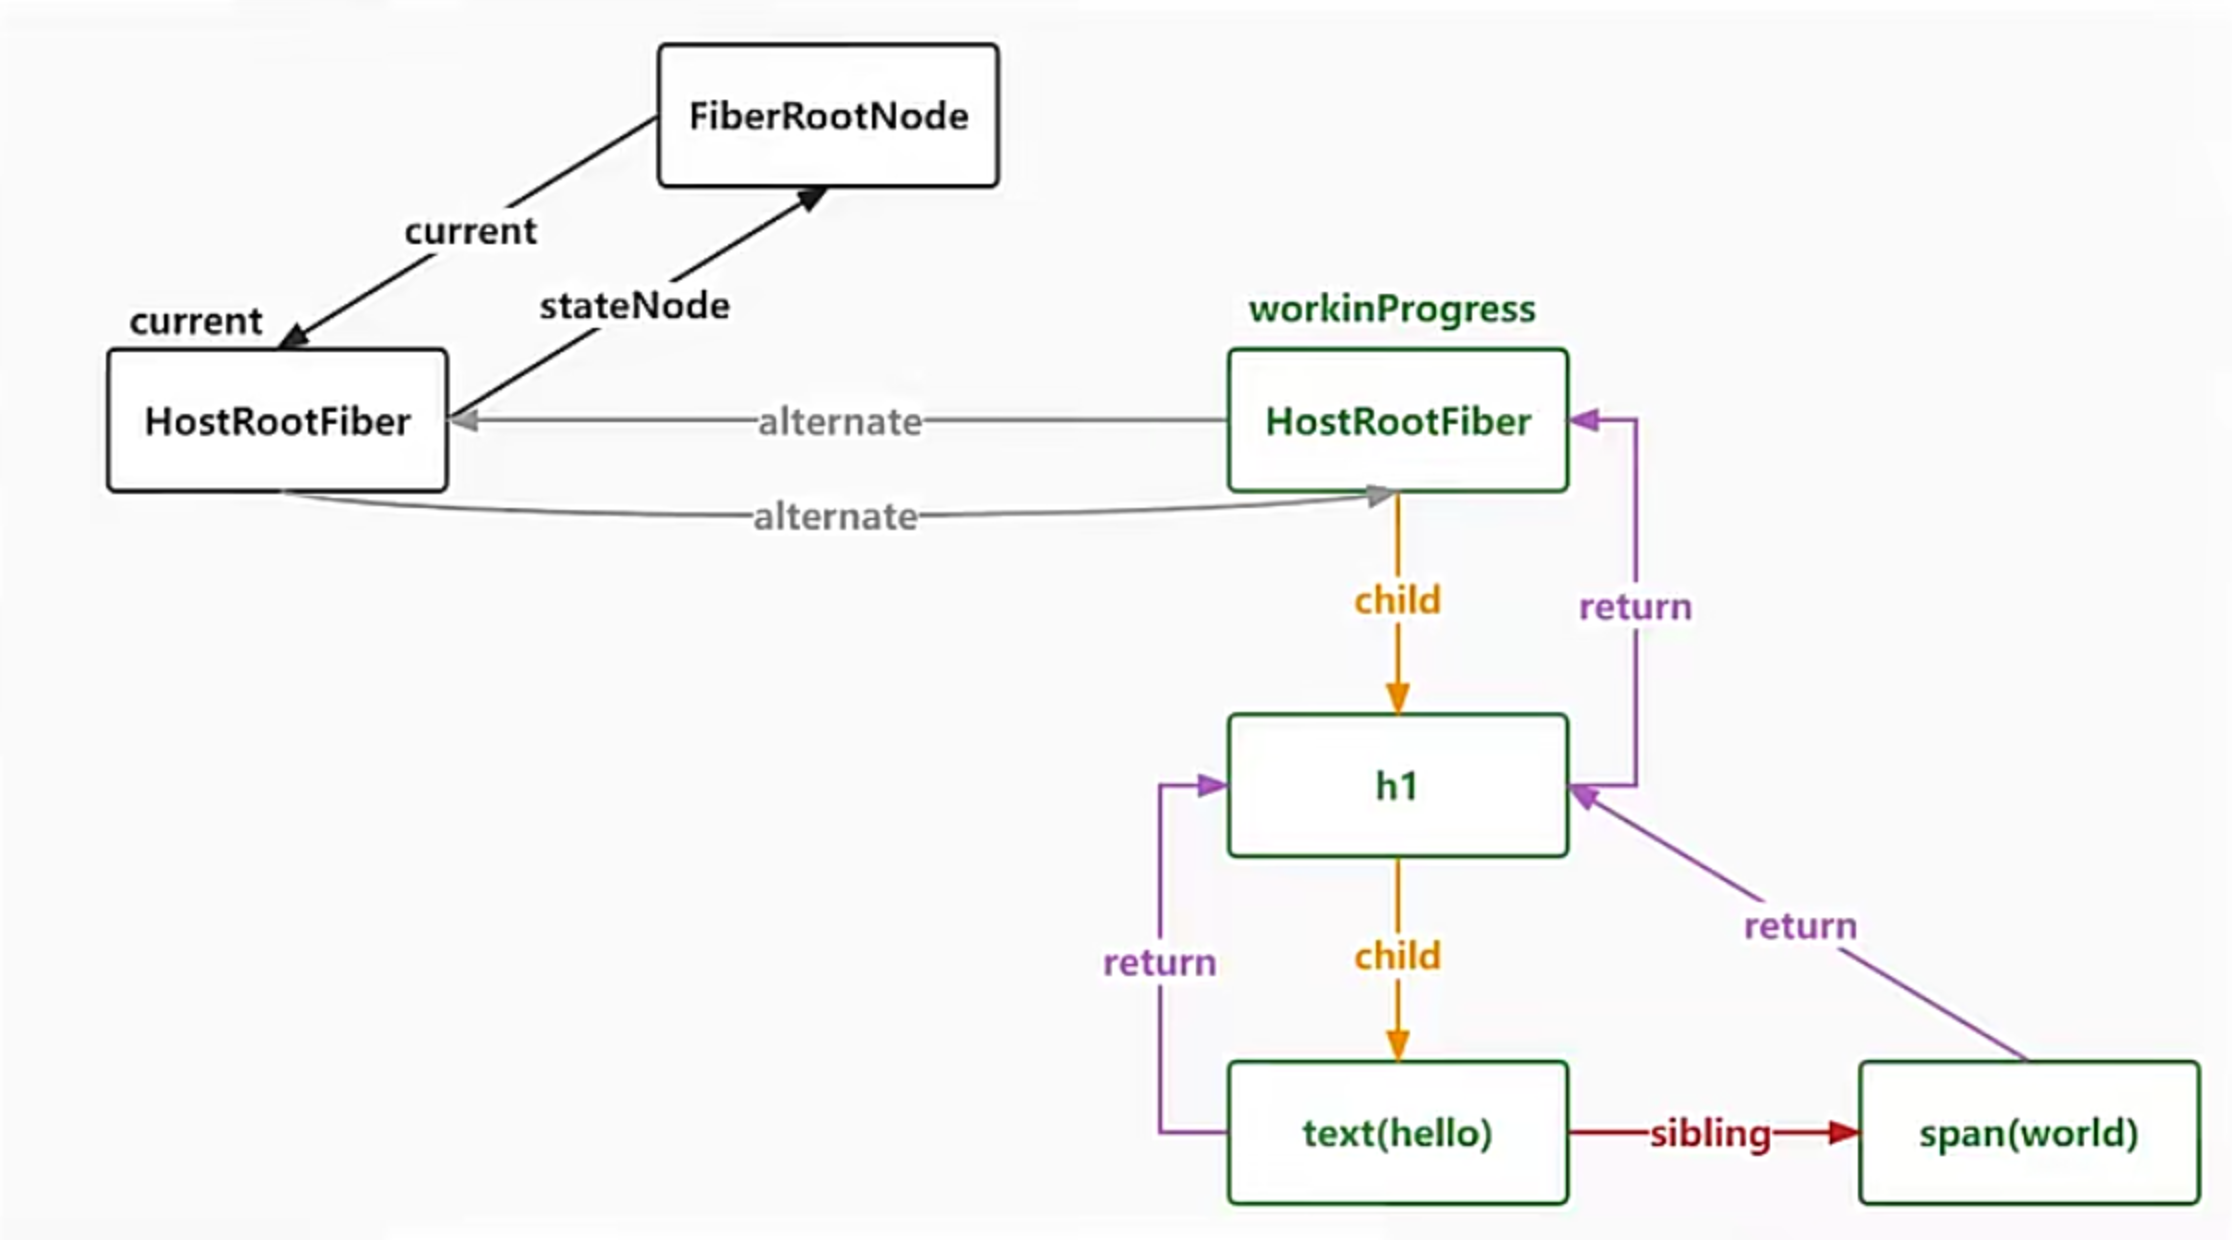 FiberRootNode
current
stateNode
current
workinProgress
HostRootFiber
alternate
HostRootFiber
alternate
child
return
h1
return
child
return
text(hello)
sibling
span(world)